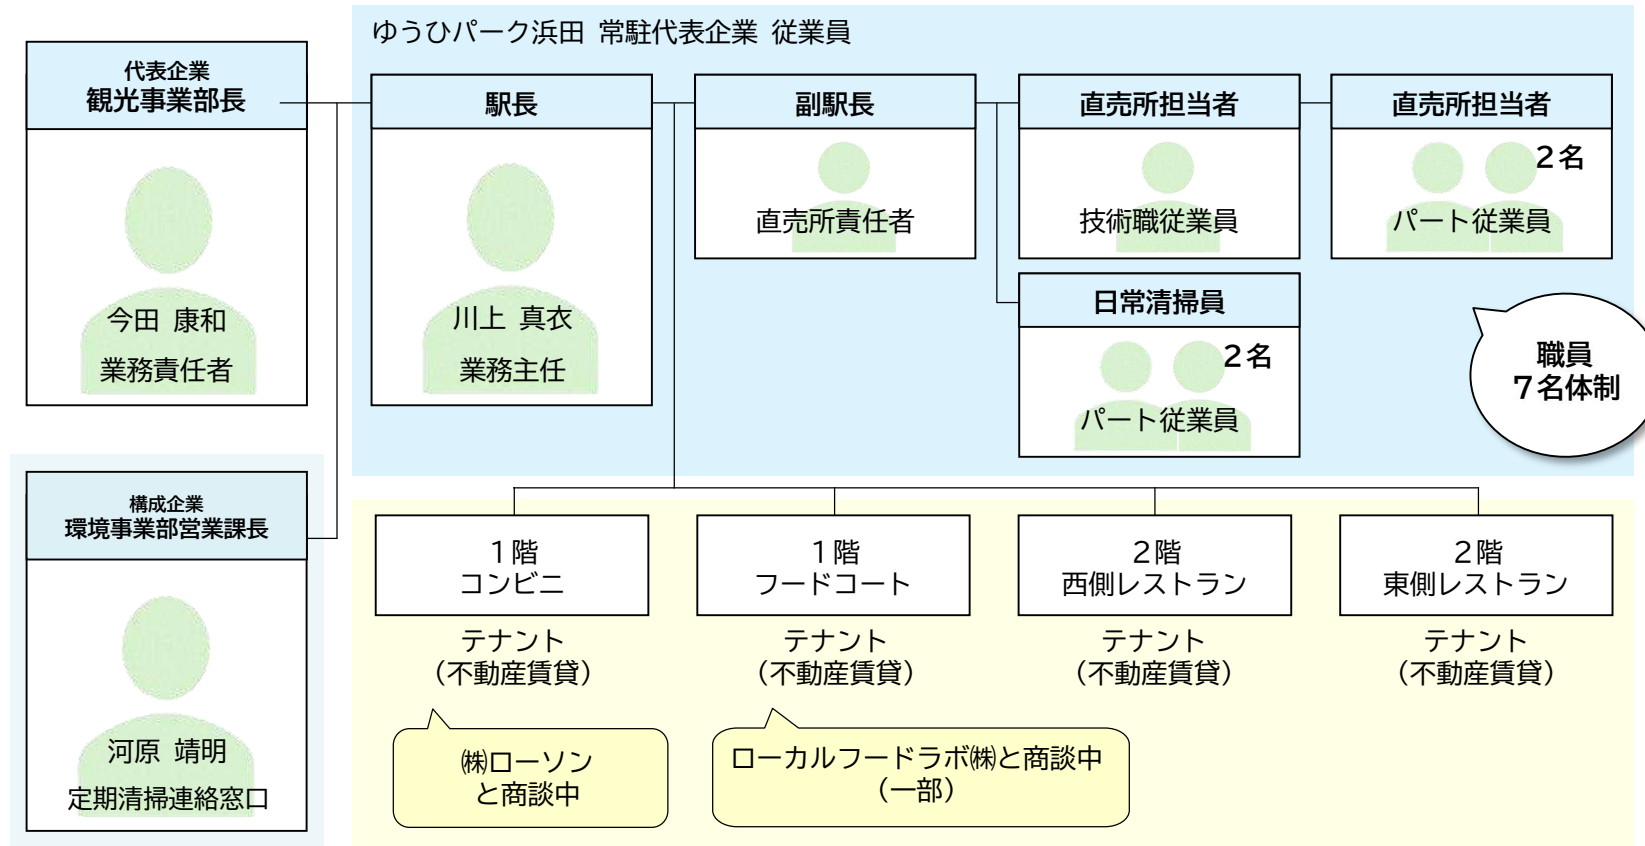 ゆうひパーク浜田 常駐代表企業 従業員
代表企業
観光事業部長
今田 康和
業務責任者
駅長
川上 真衣
業務主任
副駅長
直売所責任者
直売所担当者
技術職従業員
直売所担当者
2名
パート従業員
日常清掃員
2名
パート従業員
職員
7名体制
構成企業
環境事業部営業課長
河原 靖明
定期清掃連絡窓口
1階
コンビニ
テナント
(不動産賃貸)
㈱ローソン
と商談中
1階
フードコート
テナント
(不動産賃貸)
ローカルフードラボ㈱と商談中
(一部)
2階
西側レストラン
テナント
(不動産賃貸)
2階
東側レストラン
テナント
(不動産賃貸)